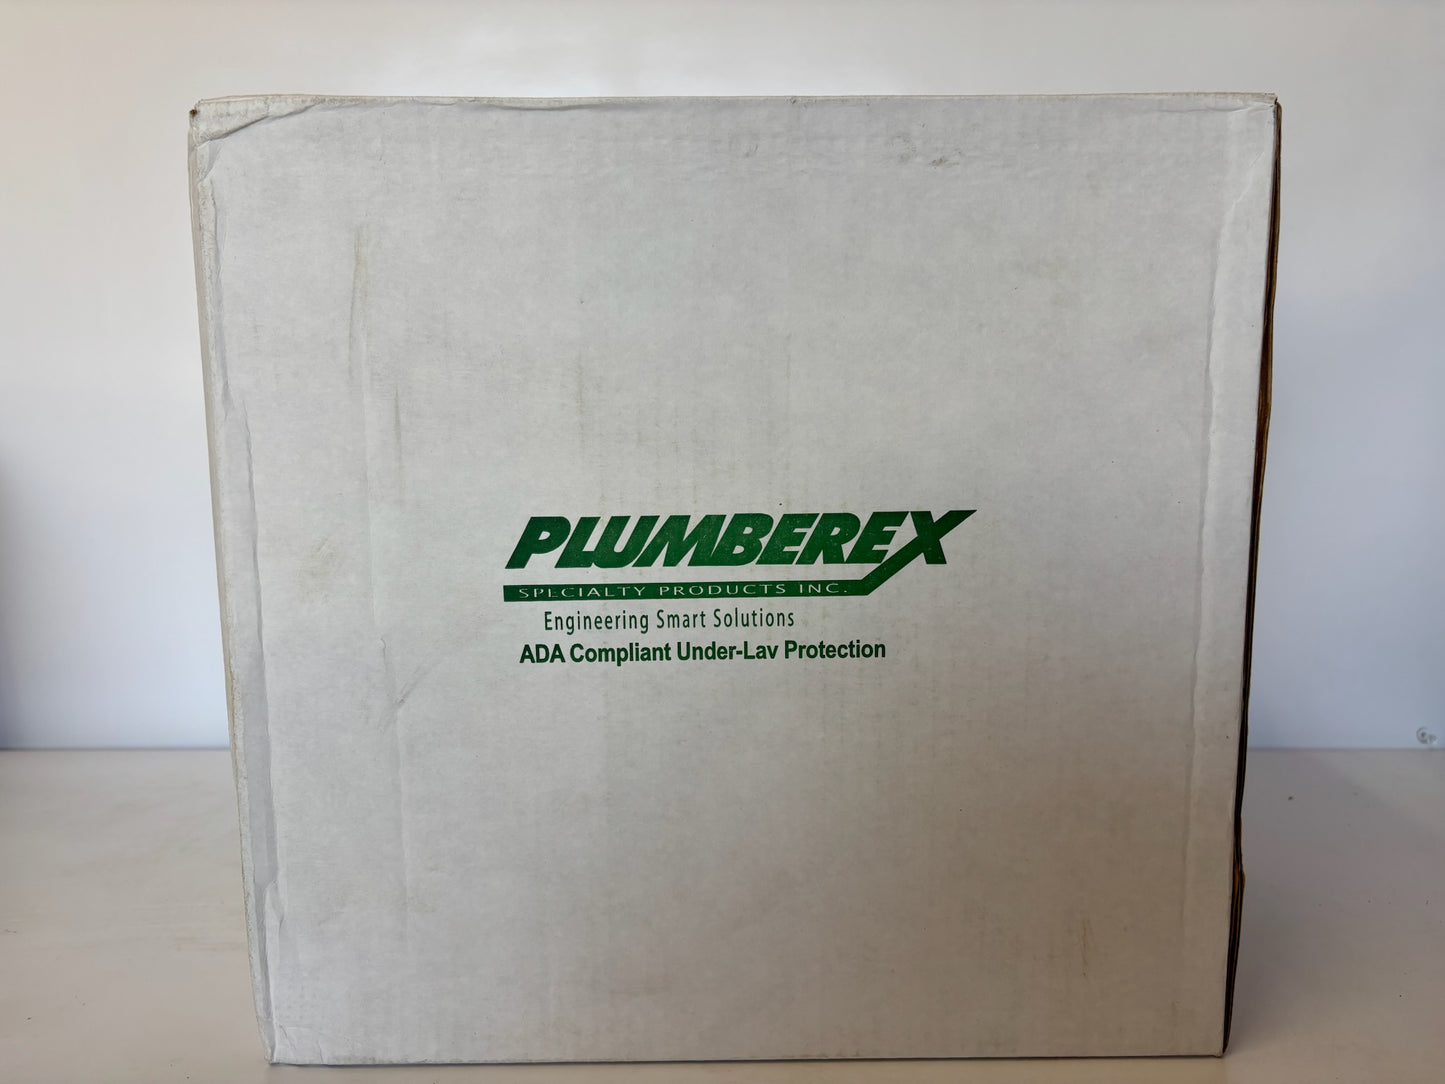 PLUMBEREX
SPECIALTY PRODUCTS INC.
Engineering Smart Solutions
ADA Compliant Under-Lav Protection